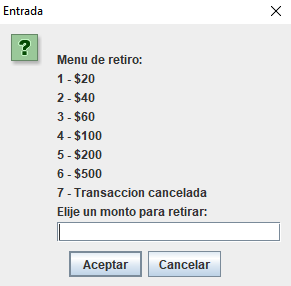 Entrada
?
Menu de retiro:
1 - $20
2 - $40
3 - $60
4 - $100
5 - $200
6 - $500
7 - Transaccion cancelada
Elije un monto para retirar:
Aceptar
Cancelar